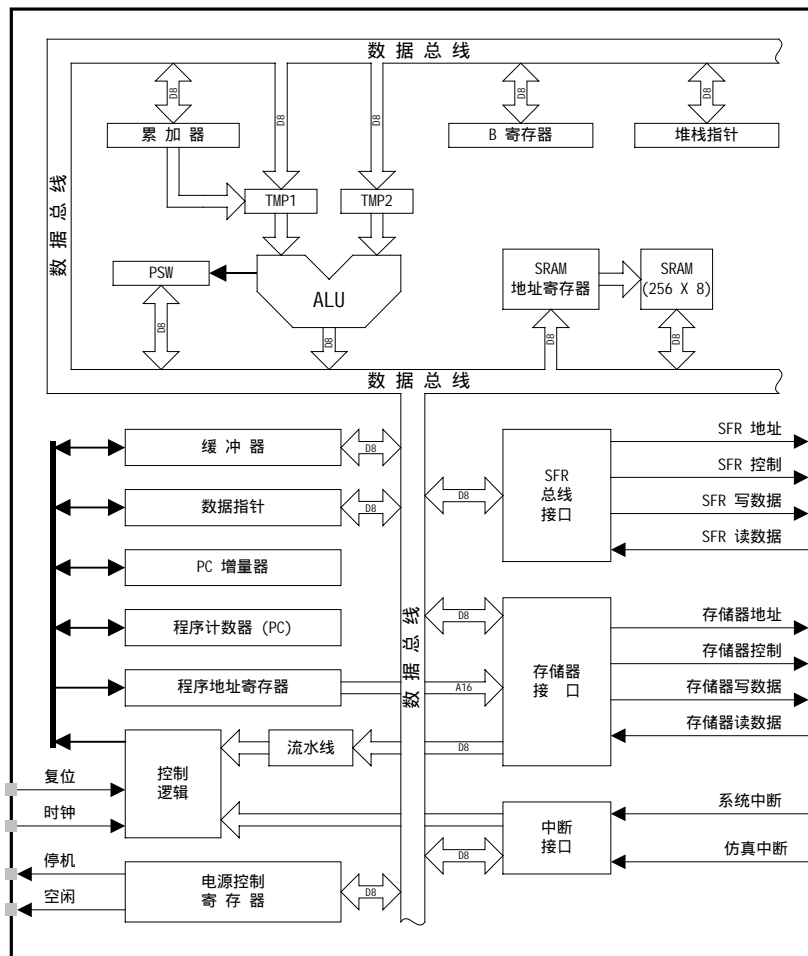 数 据 总 线
D8
D8
D8
D8
D8
累 加 器
B 寄存器
堆栈指针
数 据 总 线
TMP1
TMP2
PSW
ALU
SRAM
地址寄存器
SRAM
(256 X 8)
D8
D8
D8
D8
数 据 总 线
缓 冲 器
D8
数据指针
D8
PC 增量器
程序计数器 (PC)
程序地址寄存器
数 据 总 线
D8
SFR
总线
接口
SFR 地址
SFR 控制
SFR 写数据
SFR 读数据
D8
A16
D8
存储器
接 口
存储器地址
存储器控制
存储器写数据
存储器读数据
控制
逻辑
流水线
复位
时钟
中断
接口
D8
系统中断
仿真中断
停机
空闲
电源控制
寄 存 器
D8